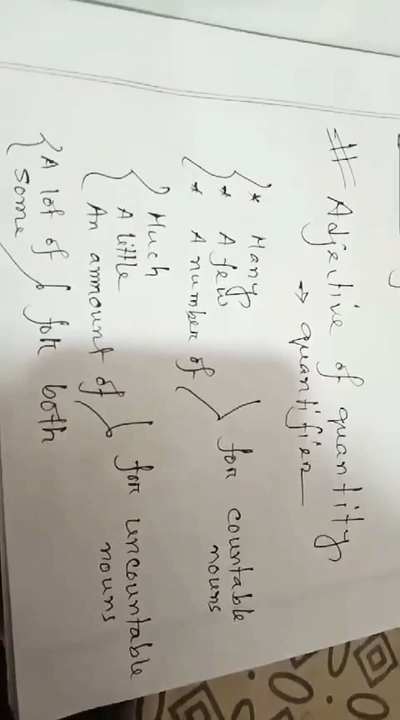 # Adjective of quantity
→ quantifier
* Many
* A few
* A number of
for countable nouns
Much
A little
An ammount of
for uncountable nouns
A lot of
some
for both